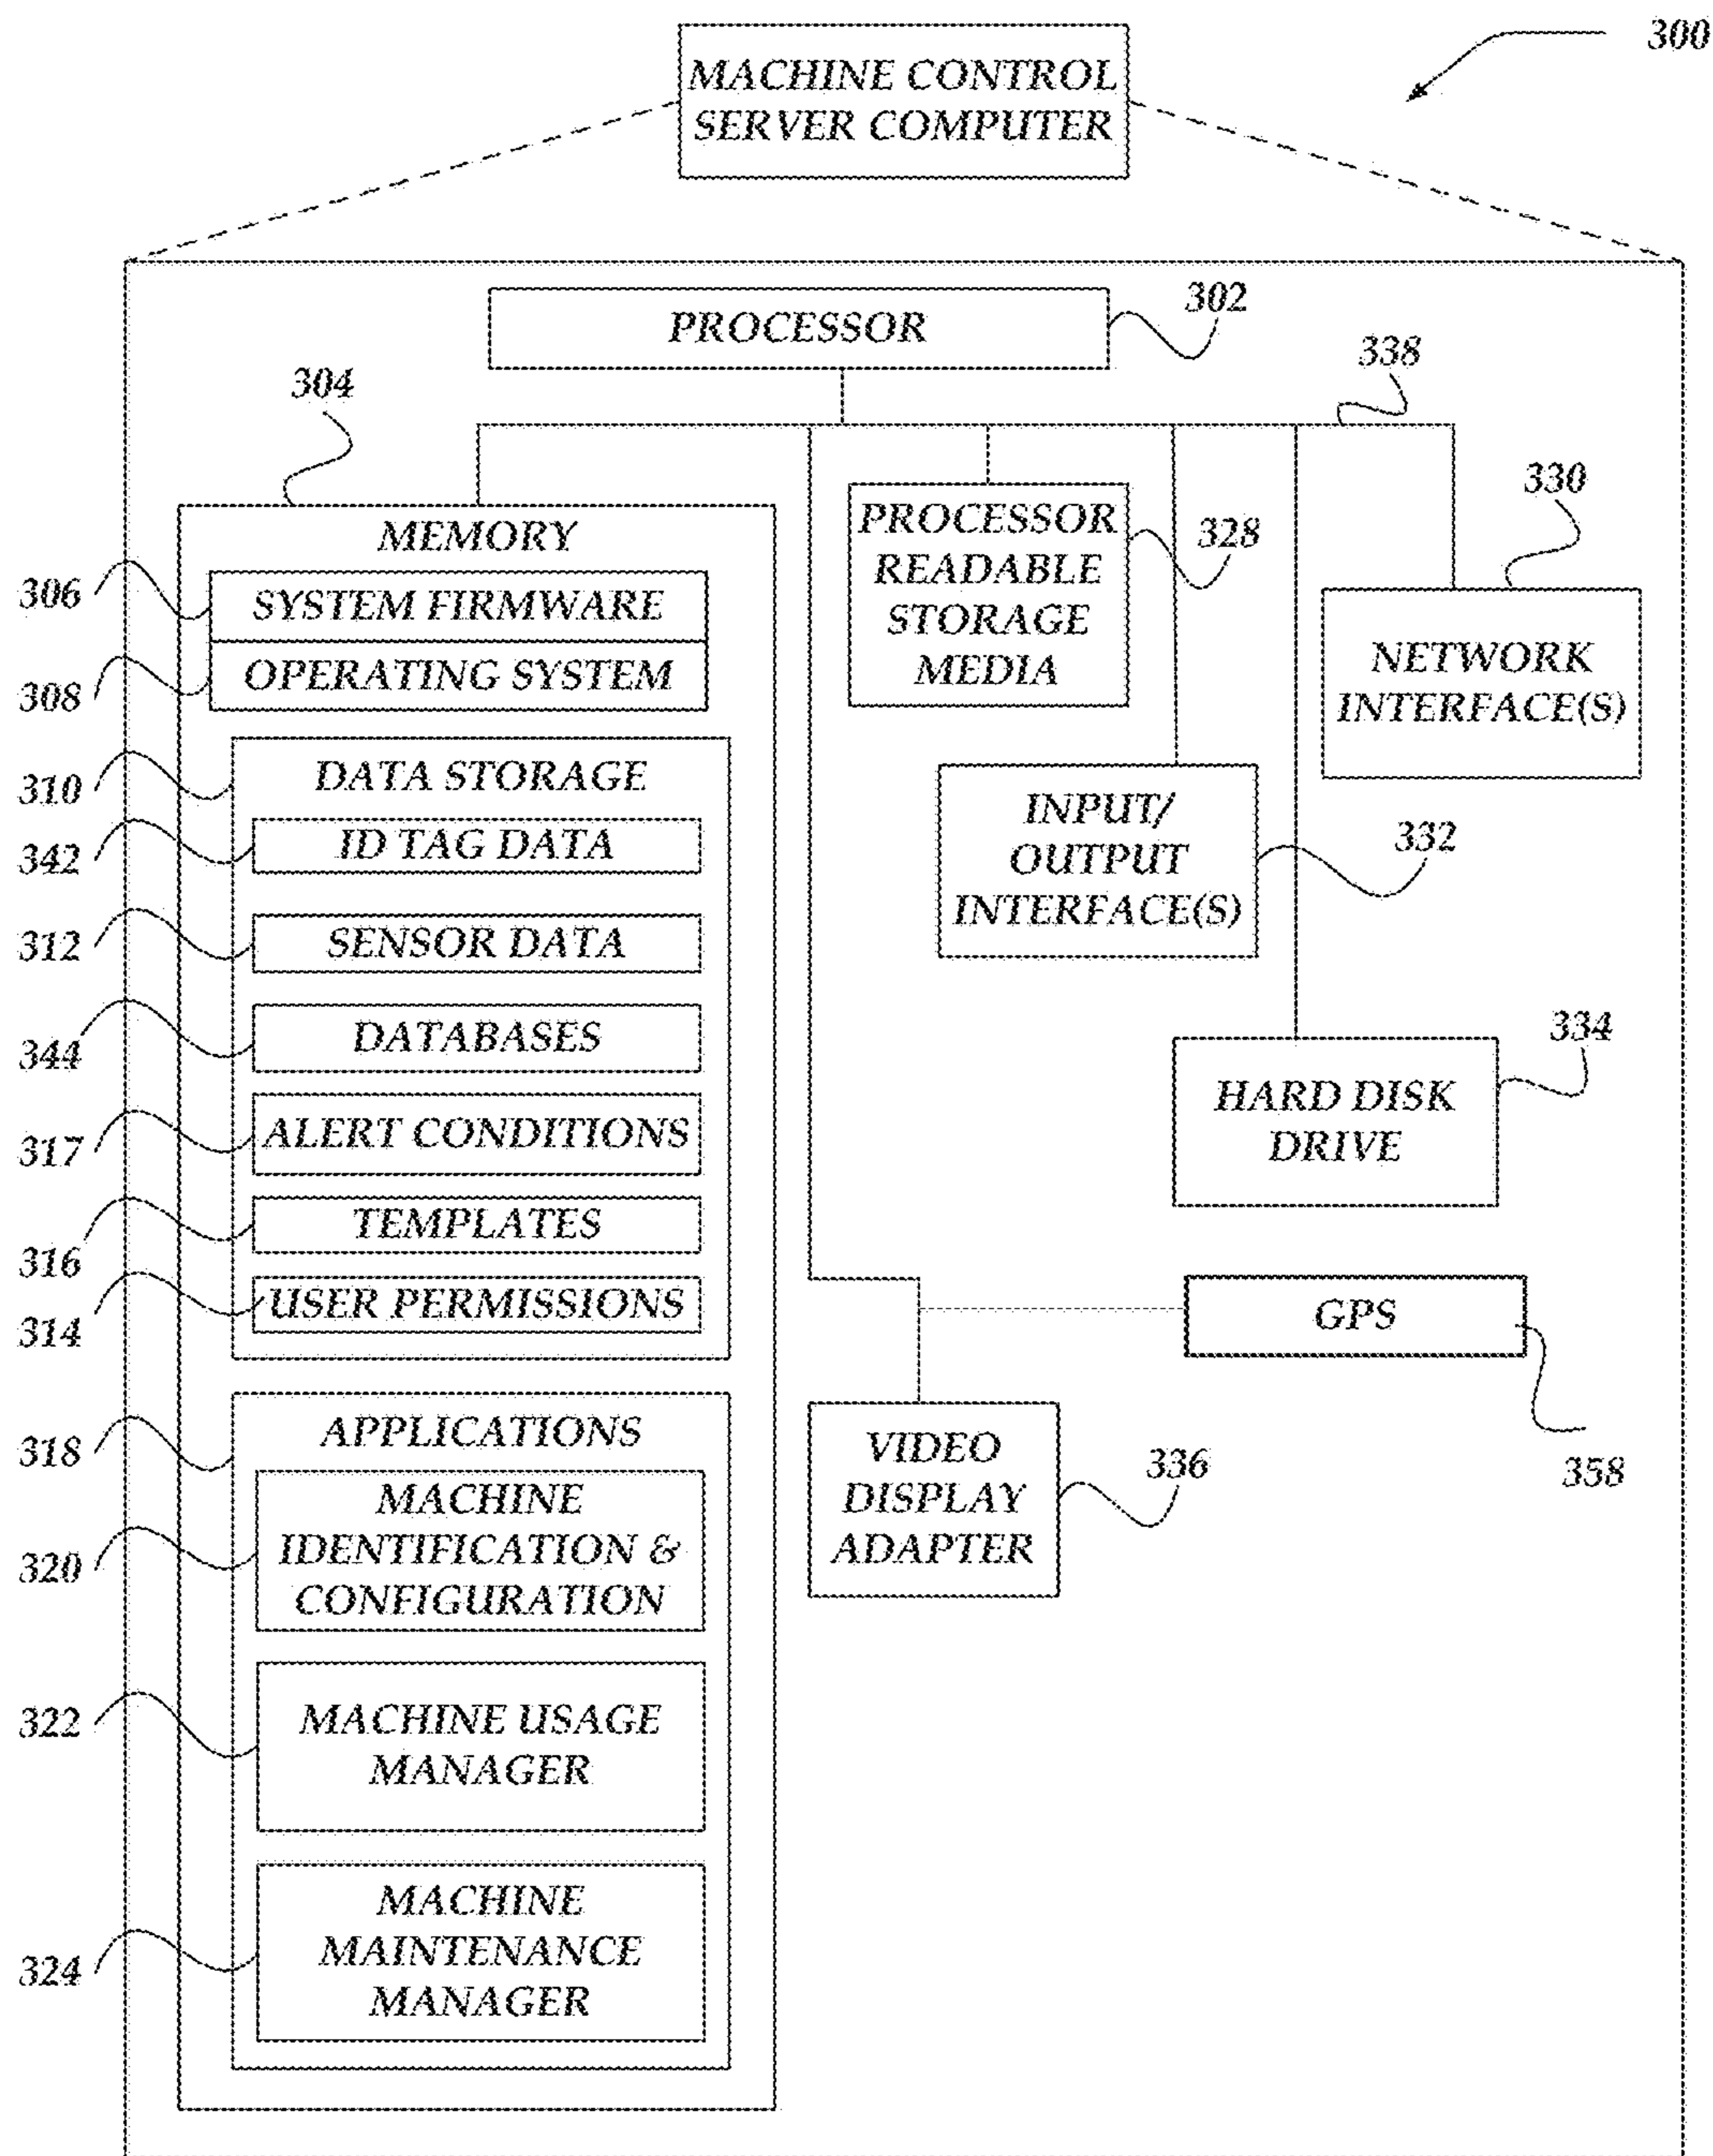 300
MACHINE CONTROL
SERVER COMPUTER
PROCESSOR
302
338
304
MEMORY
306
SYSTEM FIRMWARE
308
OPERATING SYSTEM
310
DATA STORAGE
342
ID TAG DATA
312
SENSOR DATA
344
DATABASES
317
ALERT CONDITIONS
316
TEMPLATES
314
USER PERMISSIONS
318
APPLICATIONS
320
MACHINE
IDENTIFICATION &
CONFIGURATION
322
MACHINE USAGE
MANAGER
324
MACHINE
MAINTENANCE
MANAGER
PROCESSOR
READABLE
STORAGE
MEDIA
328
330
NETWORK
INTERFACE(S)
INPUT/
OUTPUT
INTERFACE(S)
332
334
HARD DISK
DRIVE
GPS
358
VIDEO
DISPLAY
ADAPTER
336